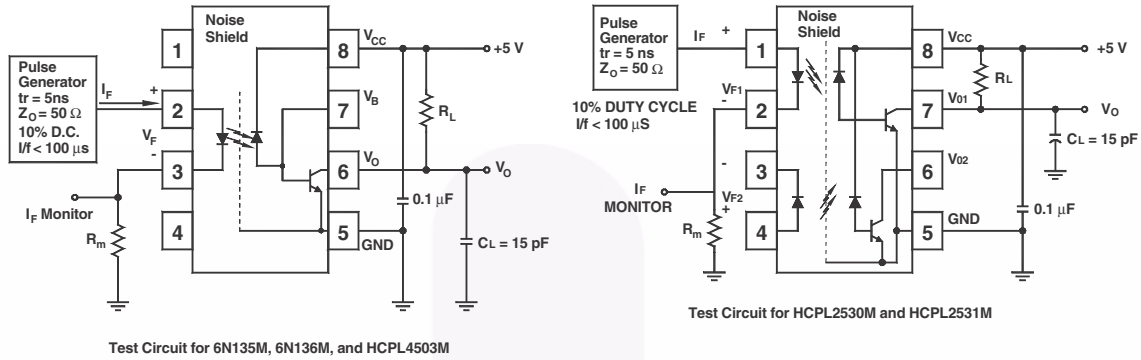 Noise
Shield
Pulse
Generator
tr = 5ns
ZO = 50 Ω
10% D.C.
I/f < 100 μs
IF
+
VF
-
1
2
3
4
8
7
6
5
VCC
VB
VO
GND
+5 V
RL
VO
0.1 μF
CL = 15 pF
IF Monitor
Rm
Test Circuit for 6N135M, 6N136M, and HCPL4503M
Pulse
Generator
tr = 5 ns
ZO = 50 Ω
IF
+
Noise
Shield
10% DUTY CYCLE
I/f < 100 μS
VF1
-
-
VF2
+
IF
MONITOR
Rm
1
2
3
4
8
7
6
5
VCC
V01
V02
GND
+5 V
RL
VO
CL = 15 pF
0.1 μF
Test Circuit for HCPL2530M and HCPL2531M